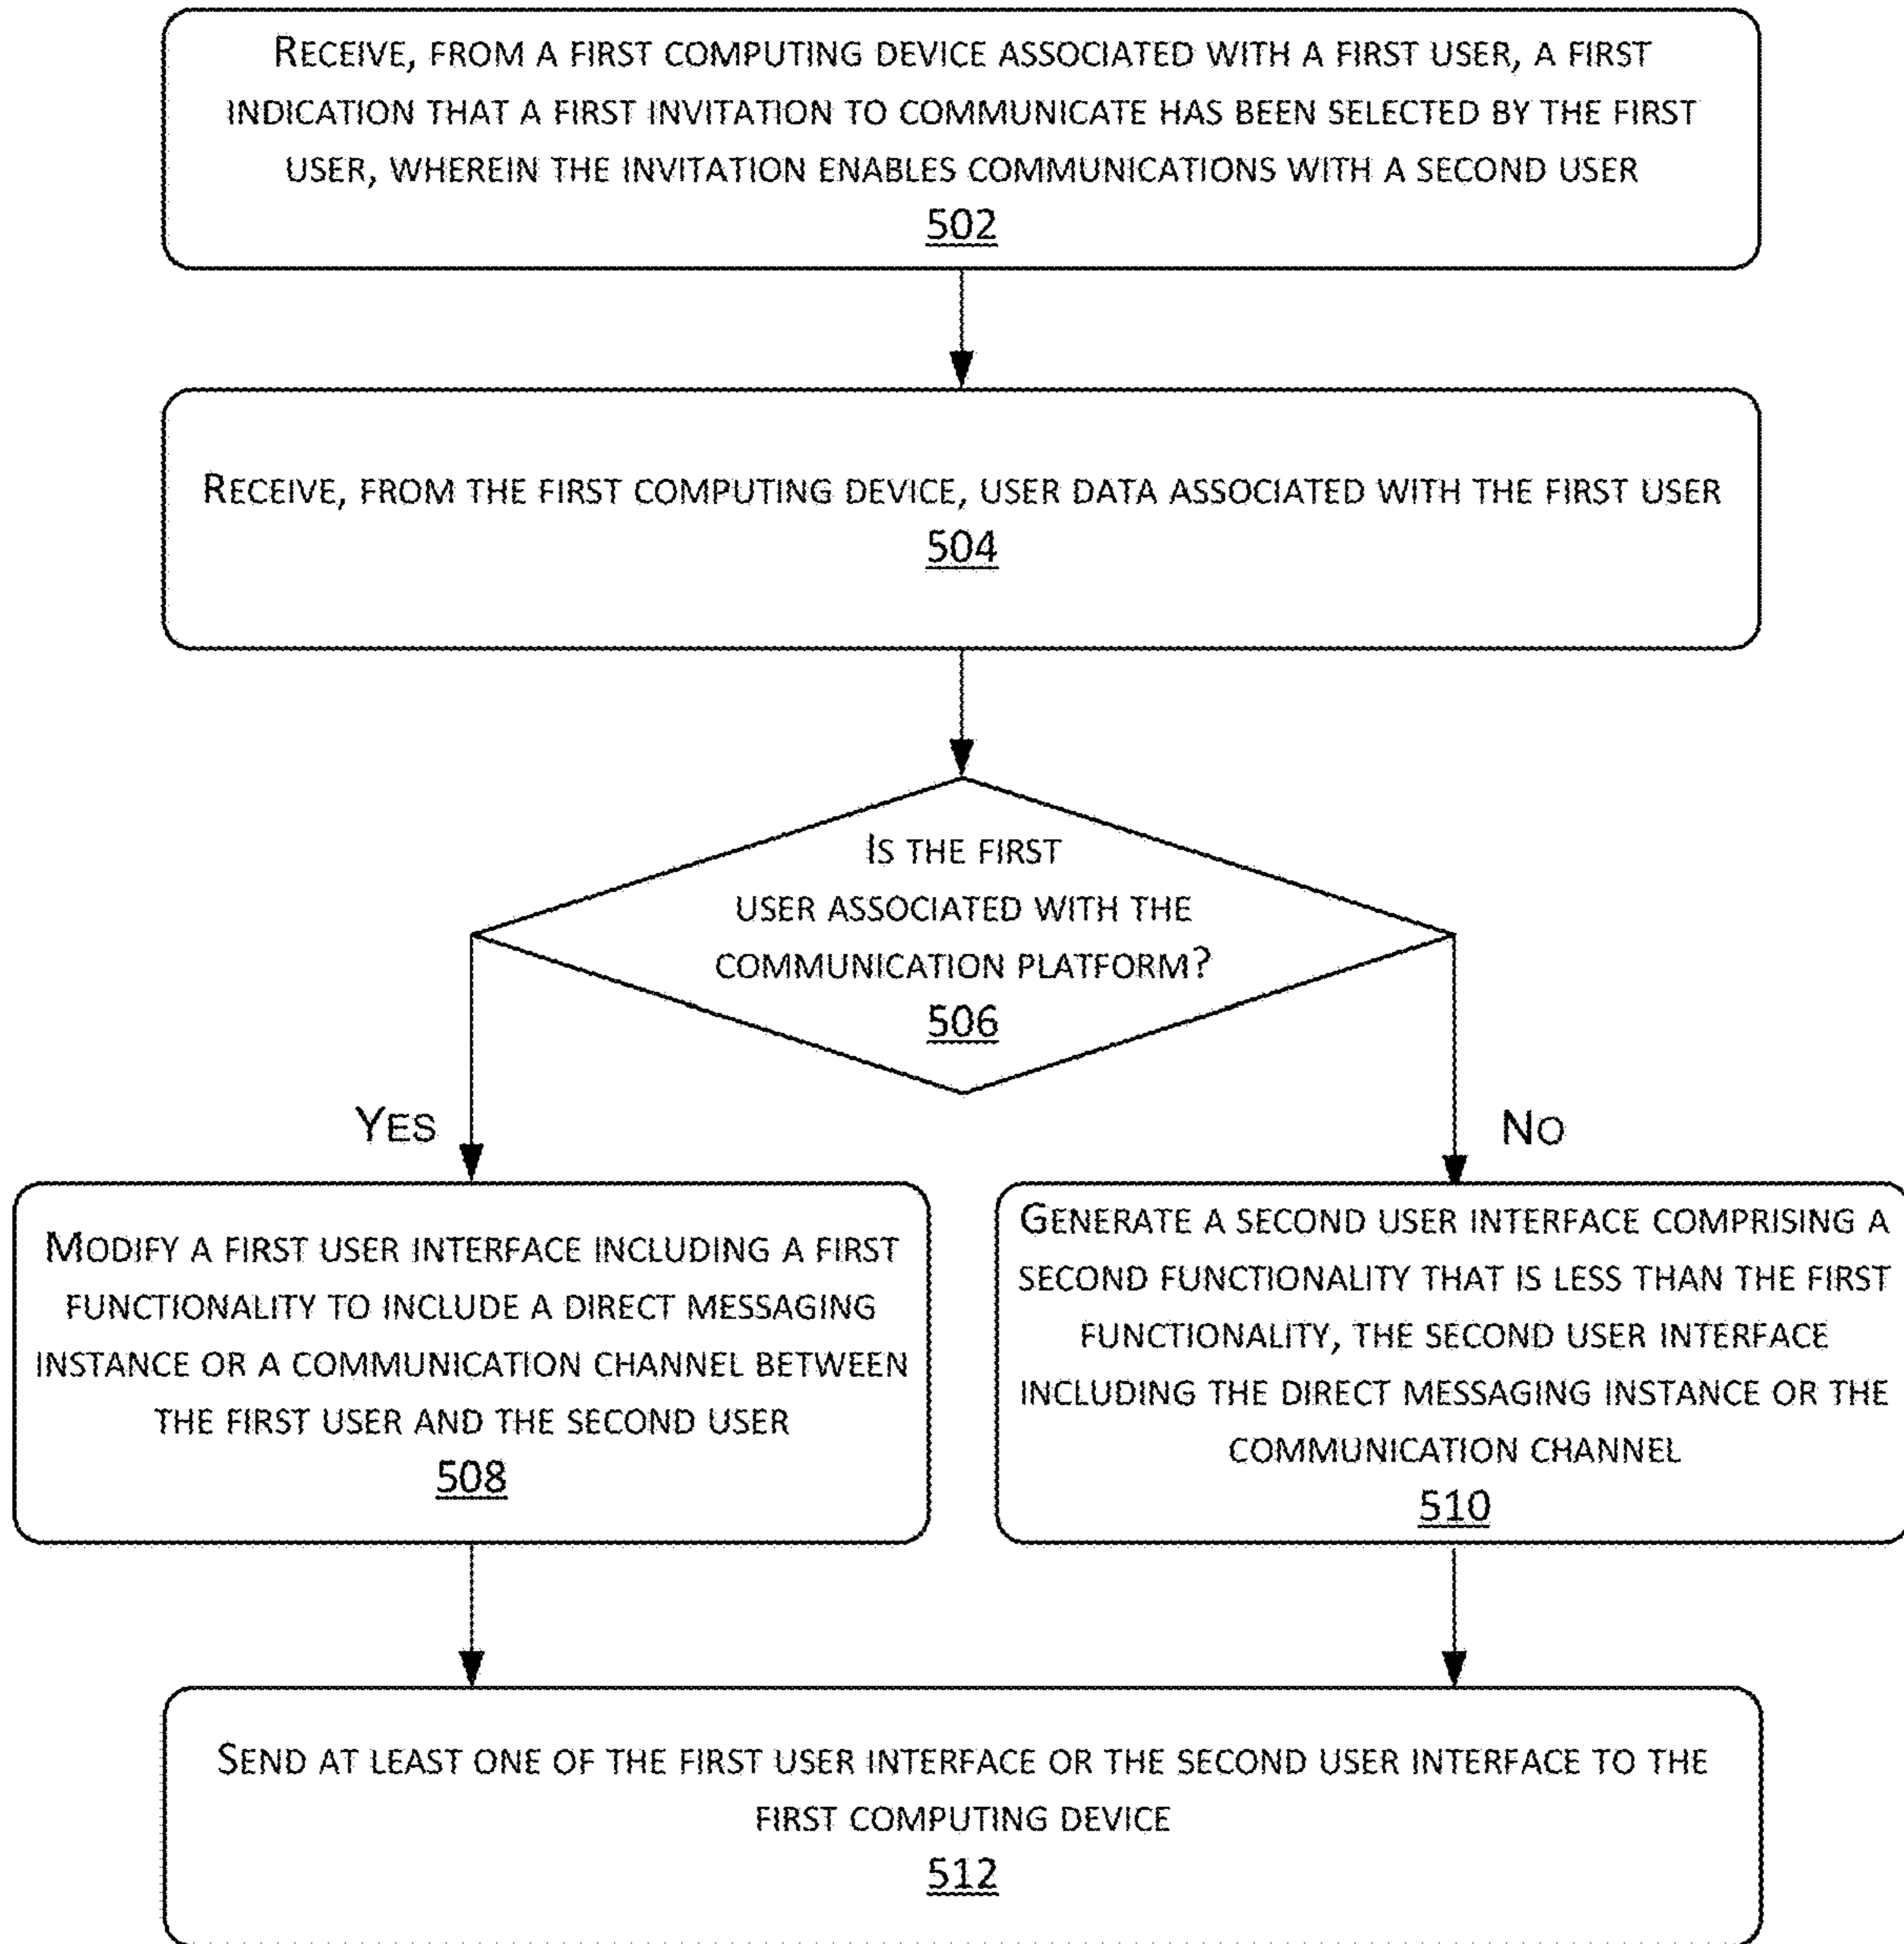 RECEIVE, FROM A FIRST COMPUTING DEVICE ASSOCIATED WITH A FIRST USER, A FIRST
INDICATION THAT A FIRST INVITATION TO COMMUNICATE HAS BEEN SELECTED BY THE FIRST
USER, WHEREIN THE INVITATION ENABLES COMMUNICATIONS WITH A SECOND USER
502
RECEIVE, FROM THE FIRST COMPUTING DEVICE, USER DATA ASSOCIATED WITH THE FIRST USER
504
IS THE FIRST
USER ASSOCIATED WITH THE
COMMUNICATION PLATFORM?
506
YES
NO
MODIFY A FIRST USER INTERFACE INCLUDING A FIRST
FUNCTIONALITY TO INCLUDE A DIRECT MESSAGING
INSTANCE OR A COMMUNICATION CHANNEL BETWEEN
THE FIRST USER AND THE SECOND USER
508
GENERATE A SECOND USER INTERFACE COMPRISING A
SECOND FUNCTIONALITY THAT IS LESS THAN THE FIRST
FUNCTIONALITY, THE SECOND USER INTERFACE
INCLUDING THE DIRECT MESSAGING INSTANCE OR THE
COMMUNICATION CHANNEL
510
SEND AT LEAST ONE OF THE FIRST USER INTERFACE OR THE SECOND USER INTERFACE TO THE
FIRST COMPUTING DEVICE
512